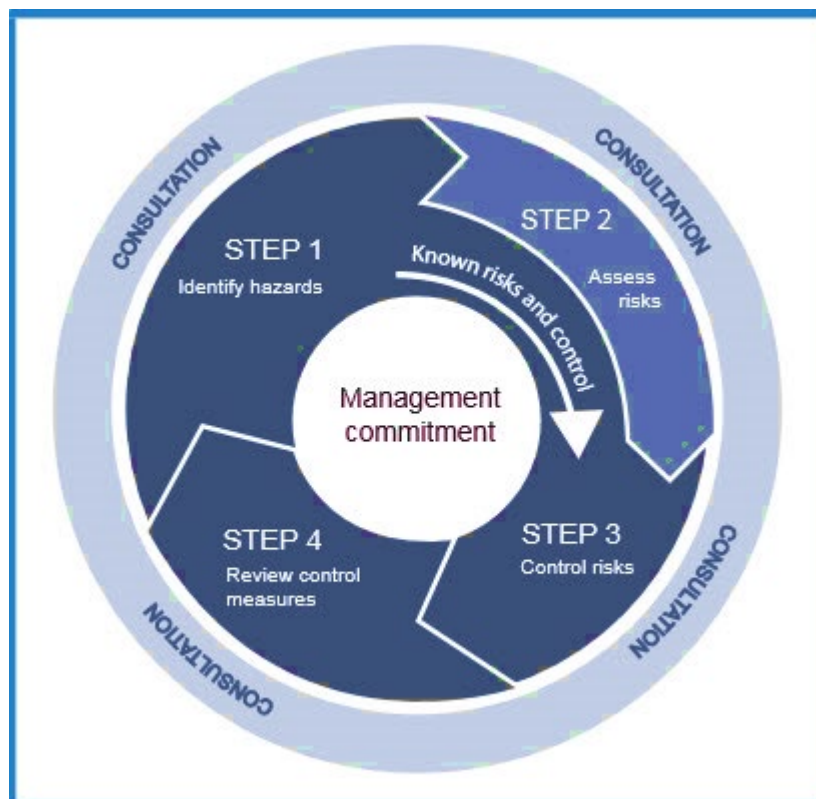 CONSULTATION
CONSULTATION
STEP 1
Identify hazards
STEP 2
Assess
risks
Known risks and control
Management
commitment
STEP 3
Control risks
STEP 4
Review control
measures
CONSULTATION
CONSULTATION